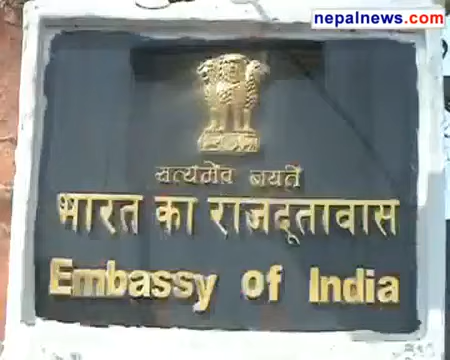 nepalnews.com
सत्यमेव जयते
भारत का राजदूतावास
Embassy of India